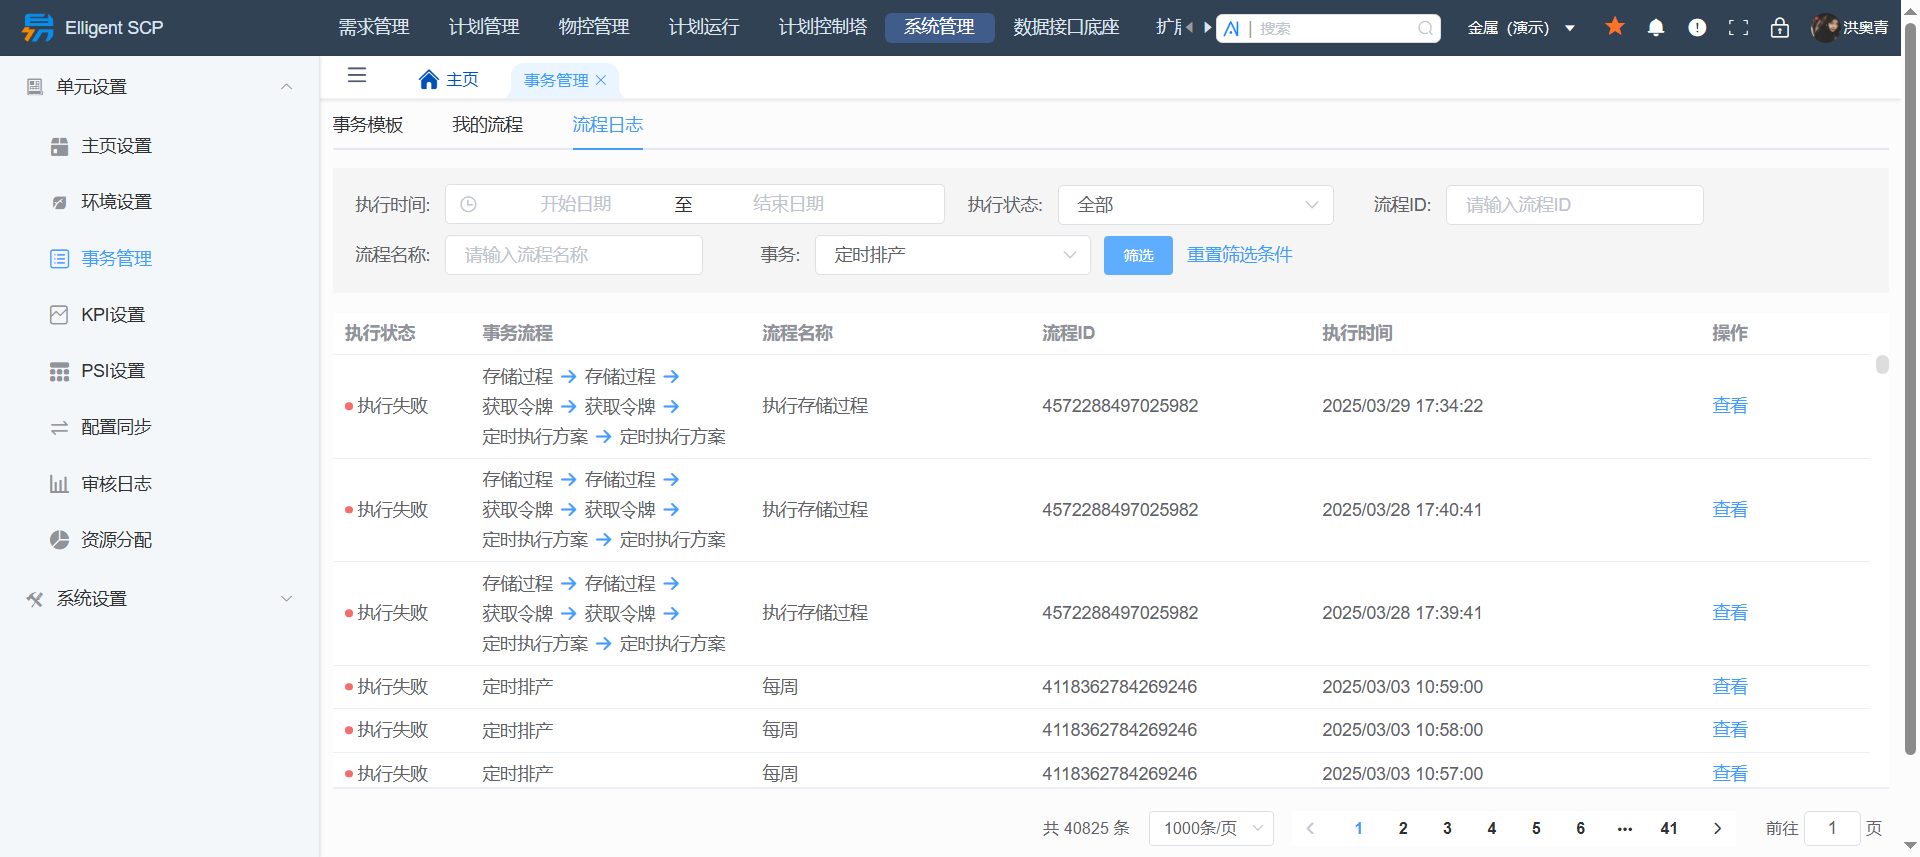 Elligent SCP
需求管理 计划管理 物控管理 计划运行 计划控制塔 系统管理 数据接口底座
AI | 搜索
金属 (演示)
洪奥青
单元设置
主页设置
环境设置
事务管理
KPI设置
PSI设置
配置同步
审核日志
资源分配
系统设置
主页 事务管理
事务模板 我的流程 流程日志
执行时间: 开始日期 至 结束日期 执行状态: 全部 流程ID: 请输入流程ID
流程名称: 请输入流程名称 事务: 定时排产 筛选 重置筛选条件
执行状态 事务流程 流程名称 流程ID 执行时间 操作
存储过程 → 存储过程 →
获取令牌 → 获取令牌 →
定时执行方案 → 定时执行方案
执行失败 执行存储过程 4572288497025982 2025/03/29 17:34:22 查看
存储过程 → 存储过程 →
获取令牌 → 获取令牌 →
定时执行方案 → 定时执行方案
执行失败 执行存储过程 4572288497025982 2025/03/28 17:40:41 查看
存储过程 → 存储过程 →
获取令牌 → 获取令牌 →
定时执行方案 → 定时执行方案
执行失败 执行存储过程 4572288497025982 2025/03/28 17:39:41 查看
执行失败 定时排产 每周 4118362784269246 2025/03/03 10:59:00 查看
执行失败 定时排产 每周 4118362784269246 2025/03/03 10:58:00 查看
执行失败 定时排产 每周 4118362784269246 2025/03/03 10:57:00 查看
共 40825 条 1000条/页 1 2 3 4 5 6 ••• 41 前往 1 页